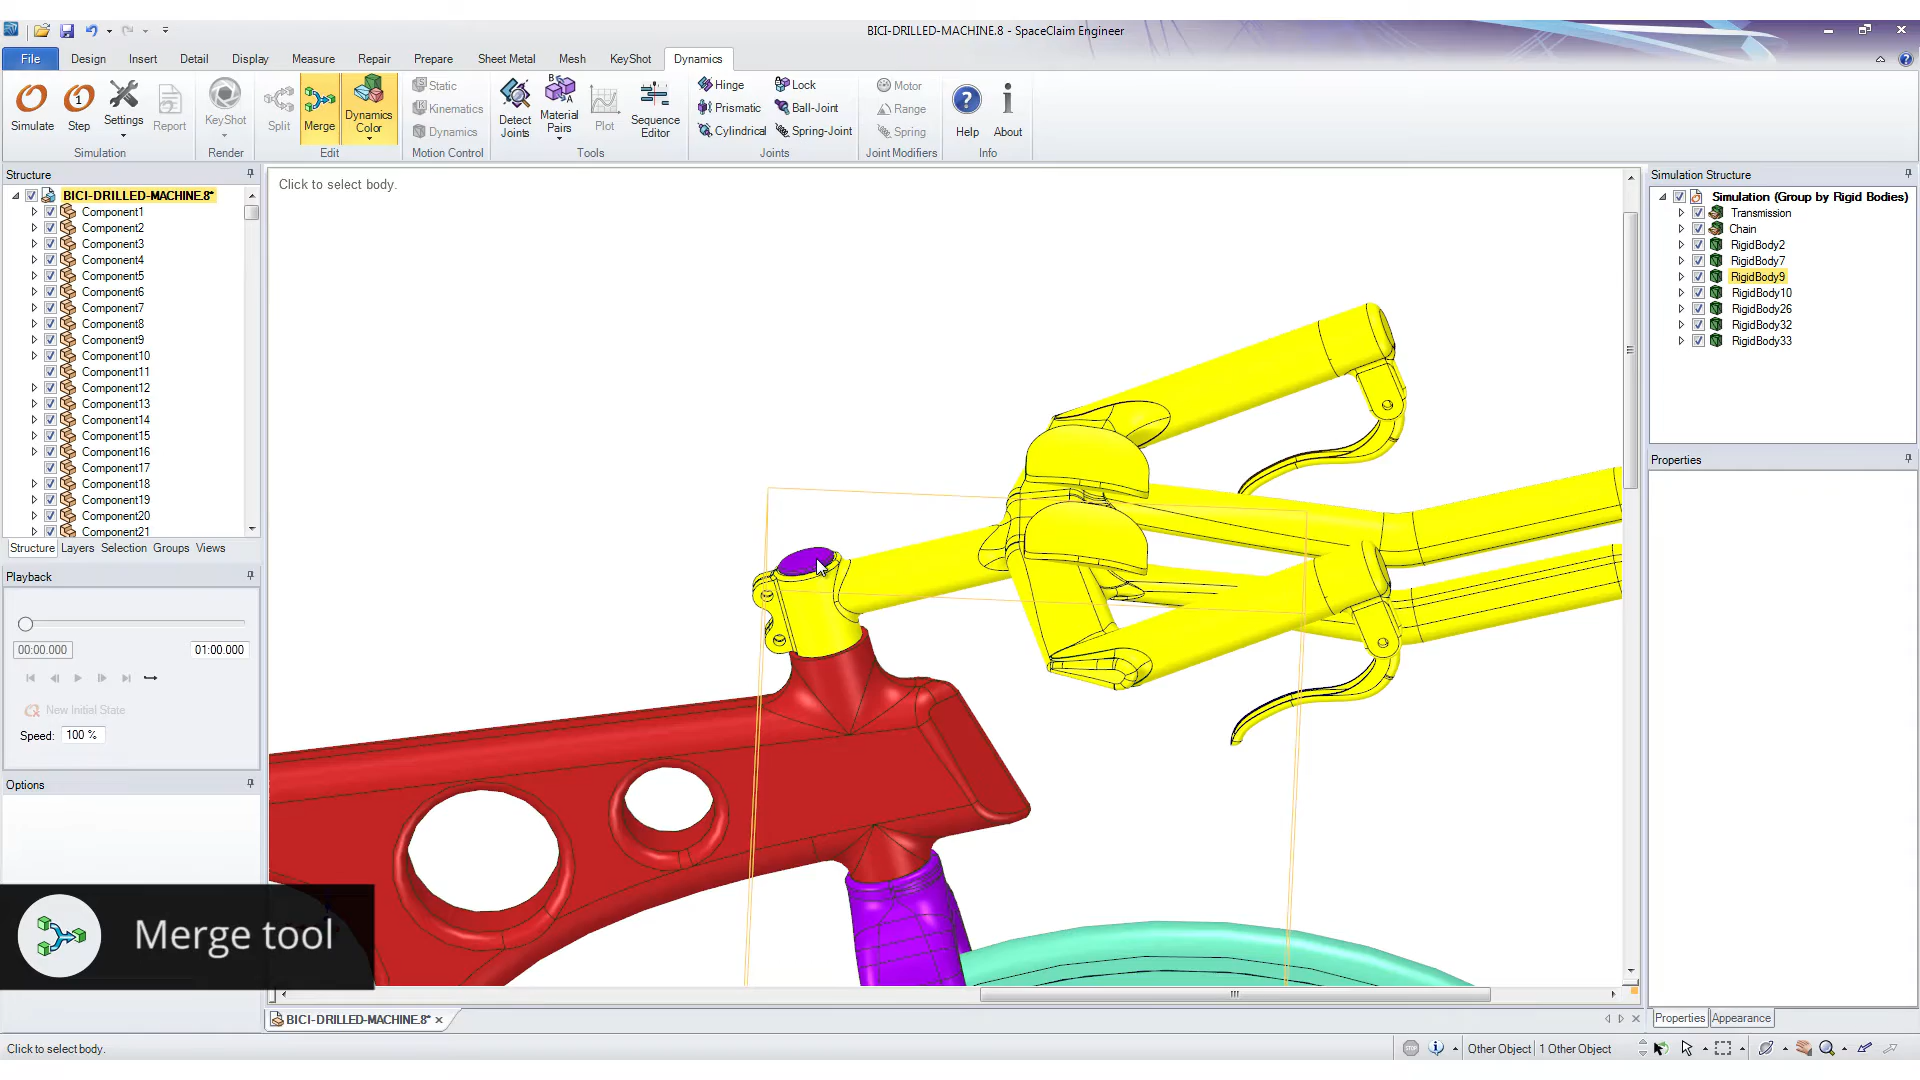 BICI-DRILLED-MACHINE.8 - SpaceClaim Engineer
File Design Insert Detail Display Measure Repair Prepare Sheet Metal Mesh KeyShot Dynamics
Simulate Step Settings Report KeyShot Split Merge Dynamics Color
Static
Kinematics
Dynamics
Detect Joints Material Pairs Plot Sequence Editor
Hinge Lock
Prismatic Ball-Joint
Cylindrical Spring-Joint
Motor
Range
Spring
Help About
Simulation Render Edit Motion Control Tools Joints Joint Modifiers Info
Structure
BICI-DRILLED-MACHINE.8*
Component1
Component2
Component3
Component4
Component5
Component6
Component7
Component8
Component9
Component10
Component11
Component12
Component13
Component14
Component15
Component16
Component17
Component18
Component19
Component20
Component21
Structure Layers Selection Groups Views
Playback
00:00.000 01:00.000
New Initial State
Speed: 100 %
Options
Click to select body.
Simulation Structure
Simulation (Group by Rigid Bodies)
Transmission
Chain
RigidBody2
RigidBody7
RigidBody9
RigidBody10
RigidBody26
RigidBody32
RigidBody33
Properties
Merge tool
BICI-DRILLED-MACHINE.8*
Properties Appearance
Click to select body.
Other Object 1 Other Object